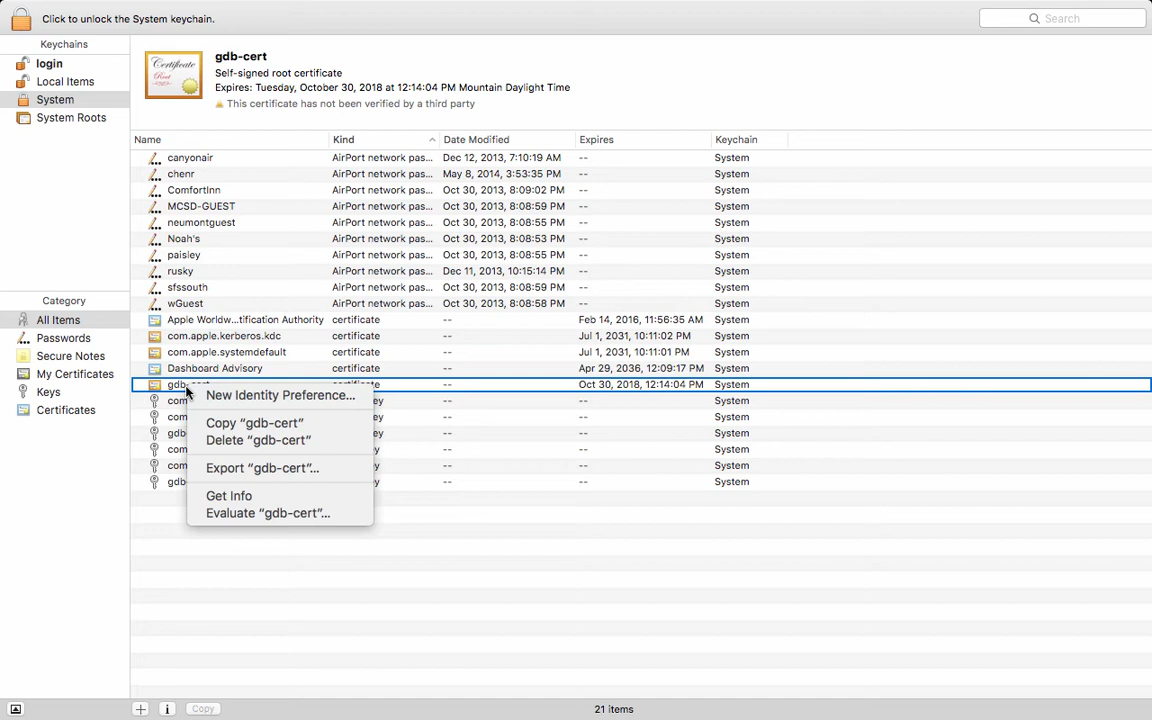 Click to unlock the System keychain.
Search
Keychains
login
Local Items
System
System Roots
gdb-cert
Self-signed root certificate
Expires: Tuesday, October 30, 2018 at 12:14:04 PM Mountain Daylight Time
This certificate has not been verified by a third party
Name Kind Date Modified Expires Keychain
canyonair AirPort network pas... Dec 12, 2013, 7:10:19 AM -- System
chenr AirPort network pas... May 8, 2014, 3:53:35 PM -- System
ComfortInn AirPort network pas... Oct 30, 2013, 8:09:02 PM -- System
MCSD-GUEST AirPort network pas... Oct 30, 2013, 8:08:59 PM -- System
neumontguest AirPort network pas... Oct 30, 2013, 8:08:55 PM -- System
Noah's AirPort network pas... Oct 30, 2013, 8:08:53 PM -- System
paisley AirPort network pas... Oct 30, 2013, 8:08:55 PM -- System
rusky AirPort network pas... Dec 11, 2013, 10:15:14 PM -- System
sfssouth AirPort network pas... Oct 30, 2013, 8:08:59 PM -- System
wGuest AirPort network pas... Oct 30, 2013, 8:08:58 PM -- System
Apple Worldw...tification Authority certificate -- Feb 14, 2016, 11:56:35 AM System
com.apple.kerberos.kdc certificate -- Jul 1, 2031, 10:11:02 PM System
com.apple.systemdefault certificate -- Jul 1, 2031, 10:11:01 PM System
Dashboard Advisory certificate -- Apr 29, 2036, 12:09:17 PM System
-- Oct 30, 2018, 12:14:04 PM System
com ey -- -- System
com ey -- -- System
gdb ey -- -- System
com -- -- System
com -- -- System
gdb -- -- System
New Identity Preference...
Copy “gdb-cert”
Delete “gdb-cert”
Export “gdb-cert”...
Get Info
Evaluate “gdb-cert”...
Category
All Items
Passwords
Secure Notes
My Certificates
Keys
Certificates
+ i Copy 21 items